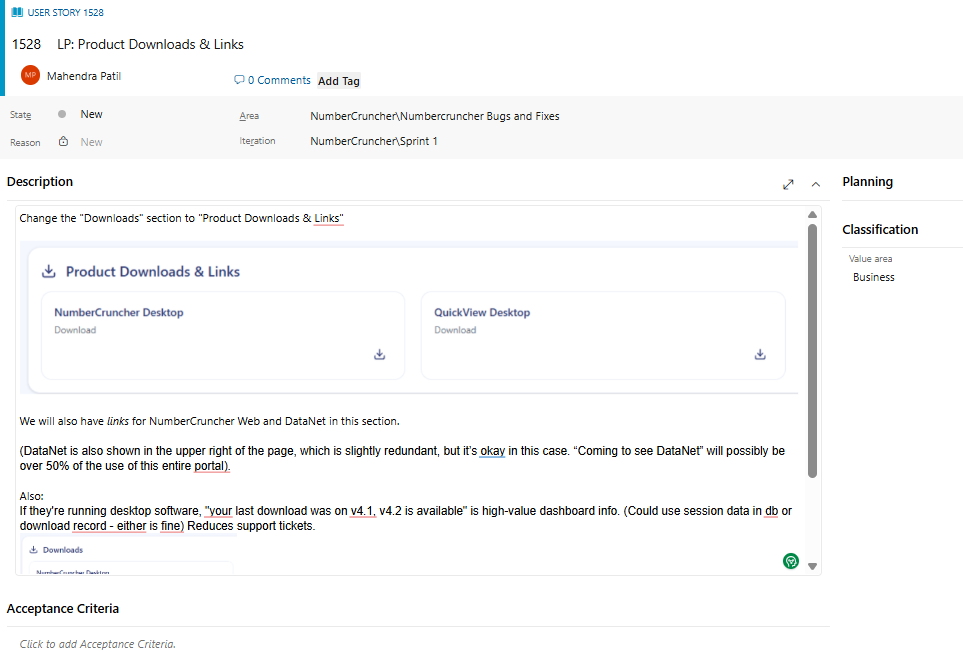 USER STORY 1528
1528 LP: Product Downloads & Links
MP Mahendra Patil
0 Comments Add Tag
State New
Area NumberCruncher\Numbercruncher Bugs and Fixes
Reason New
Iteration NumberCruncher\Sprint 1
Description
Planning
Change the "Downloads" section to "Product Downloads & Links"
Classification
Value area
Business
Product Downloads & Links
NumberCruncher Desktop
Download
QuickView Desktop
Download
We will also have links for NumberCruncher Web and DataNet in this section.
(DataNet is also shown in the upper right of the page, which is slightly redundant, but it's okay in this case. “Coming to see DataNet” will possibly be
over 50% of the use of this entire portal).
Also:
If they're running desktop software, "your last download was on v4.1, v4.2 is available" is high-value dashboard info. (Could use session data in db or
download record - either is fine) Reduces support tickets.
Downloads
NumberCruncher Desktop
Acceptance Criteria
Click to add Acceptance Criteria.